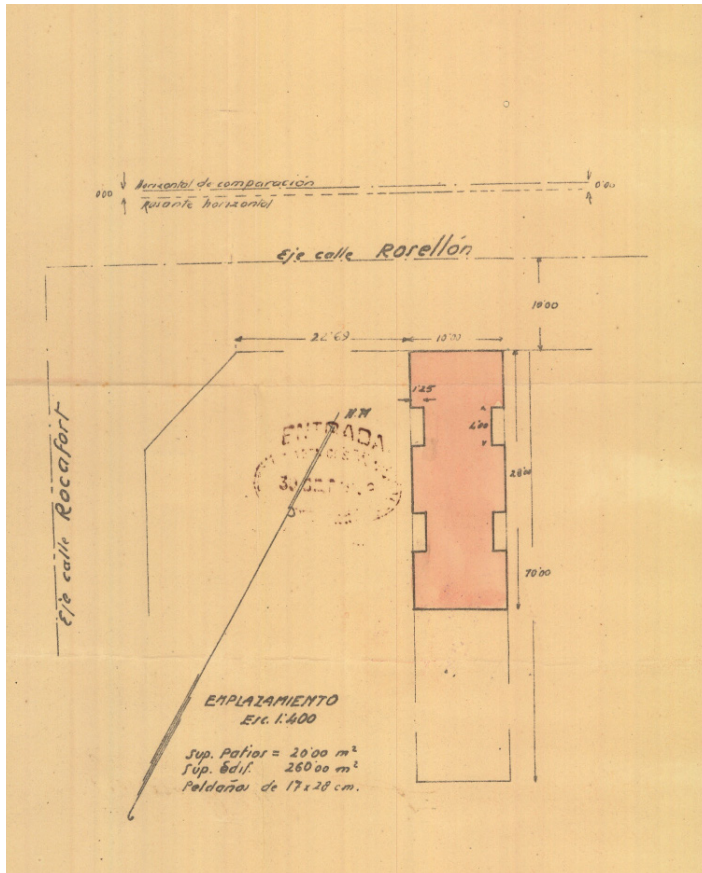 0'00
Horizontal de comparación
0'00
Rasante horizontal
Eje calle Rosellón
10'00
22'69
10'00
1'25
N.M
4'00
28'00
70'00
Eje calle Rocafort
ENTRADA
EMPLAZAMIENTO
Esc. 1:400
Sup. Patios = 20'00 m²
Sup. Edif. 260'00 m²
Peldaños de 17 x 28 cm.